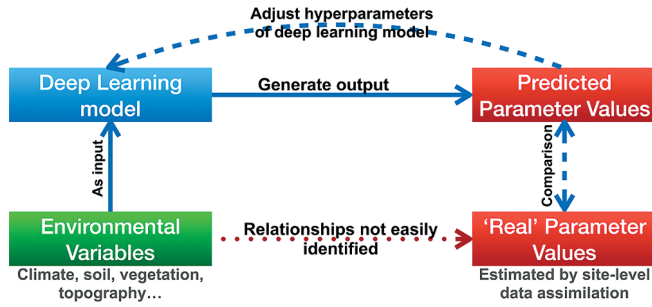 Adjust hyperparameters
of deep learning model
Deep Learning
model
Generate output
Predicted
Parameter Values
As input
Comparison
Environmental
Variables
Relationships not easily
identified
‘Real’ Parameter
Values
Climate, soil, vegetation,
topography…
Estimated by site-level
data assimilation